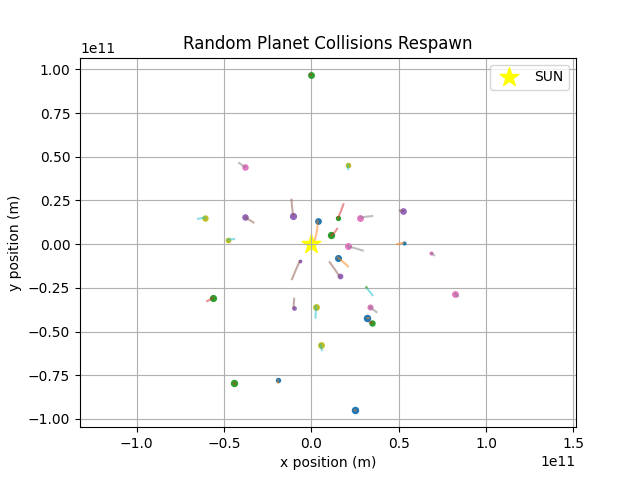 Random Planet Collisions Respawn
1e11
SUN
1.00
0.75
0.50
0.25
0.00
−0.25
−0.50
−0.75
−1.00
y position (m)
−1.0
−0.5
0.0
0.5
1.0
1.5
x position (m)
1e11